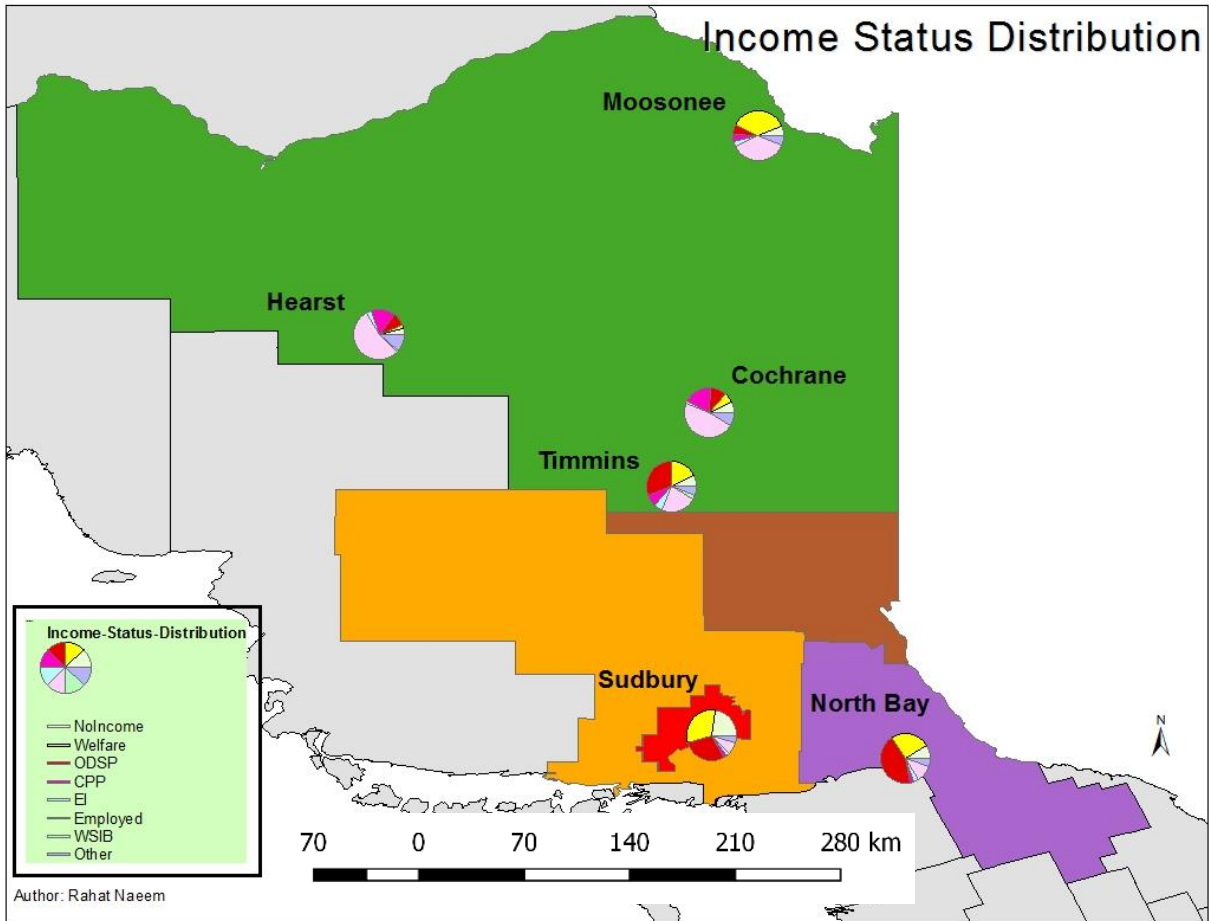 Income Status Distribution
Moosonee
Hearst
Cochrane
Timmins
Sudbury
North Bay
N
Income-Status-Distribution
NoIncome
Welfare
ODSP
CPP
EI
Employed
WSIB
Other
70 0 70 140 210 280 km
Author: Rahat Naeem